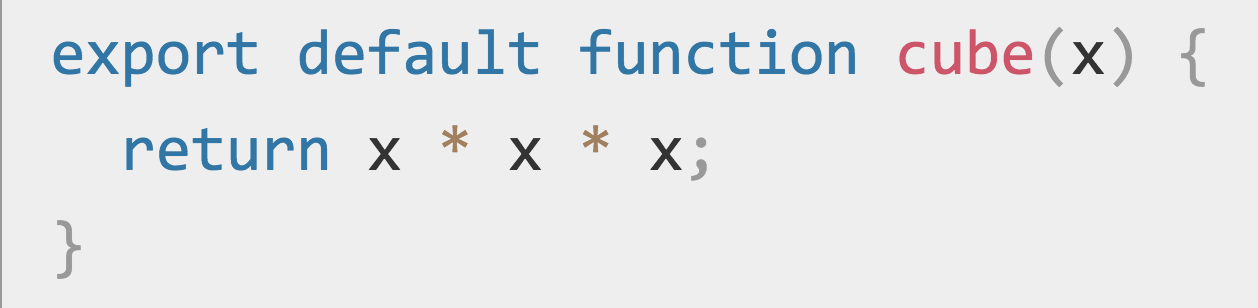 export default function cube(x) {
  return x * x * x;
}